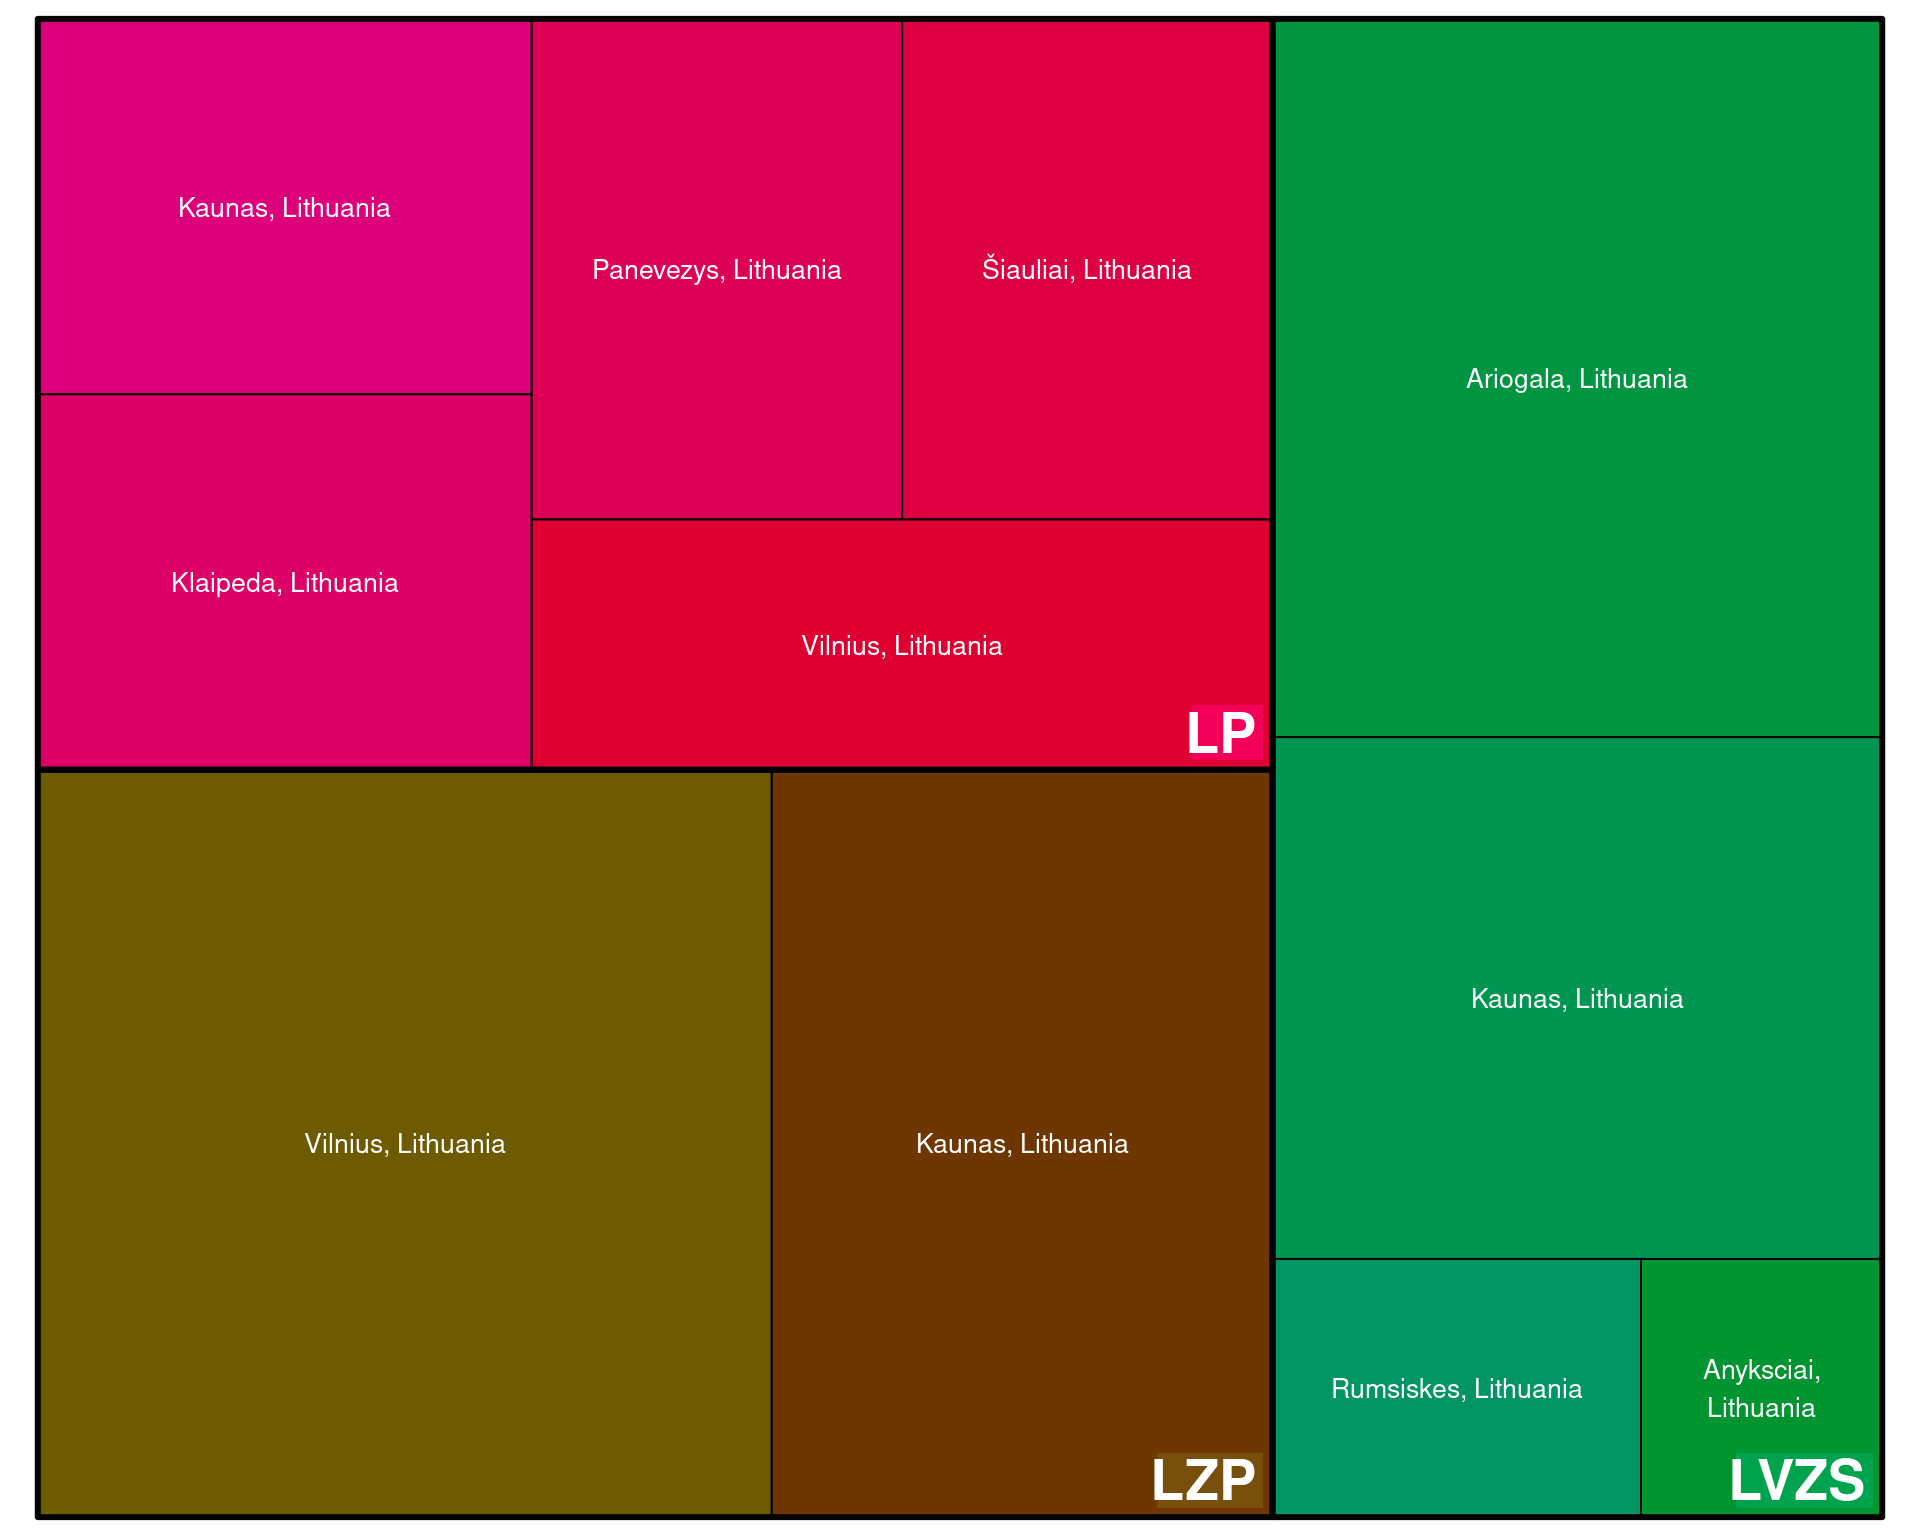 Kaunas, Lithuania
Panevezys, Lithuania
Šiauliai, Lithuania
Klaipeda, Lithuania
Vilnius, Lithuania
LP
Vilnius, Lithuania
Kaunas, Lithuania
LZP
Ariogala, Lithuania
Kaunas, Lithuania
Rumsiskes, Lithuania
Anyksciai,
Lithuania
LVZS